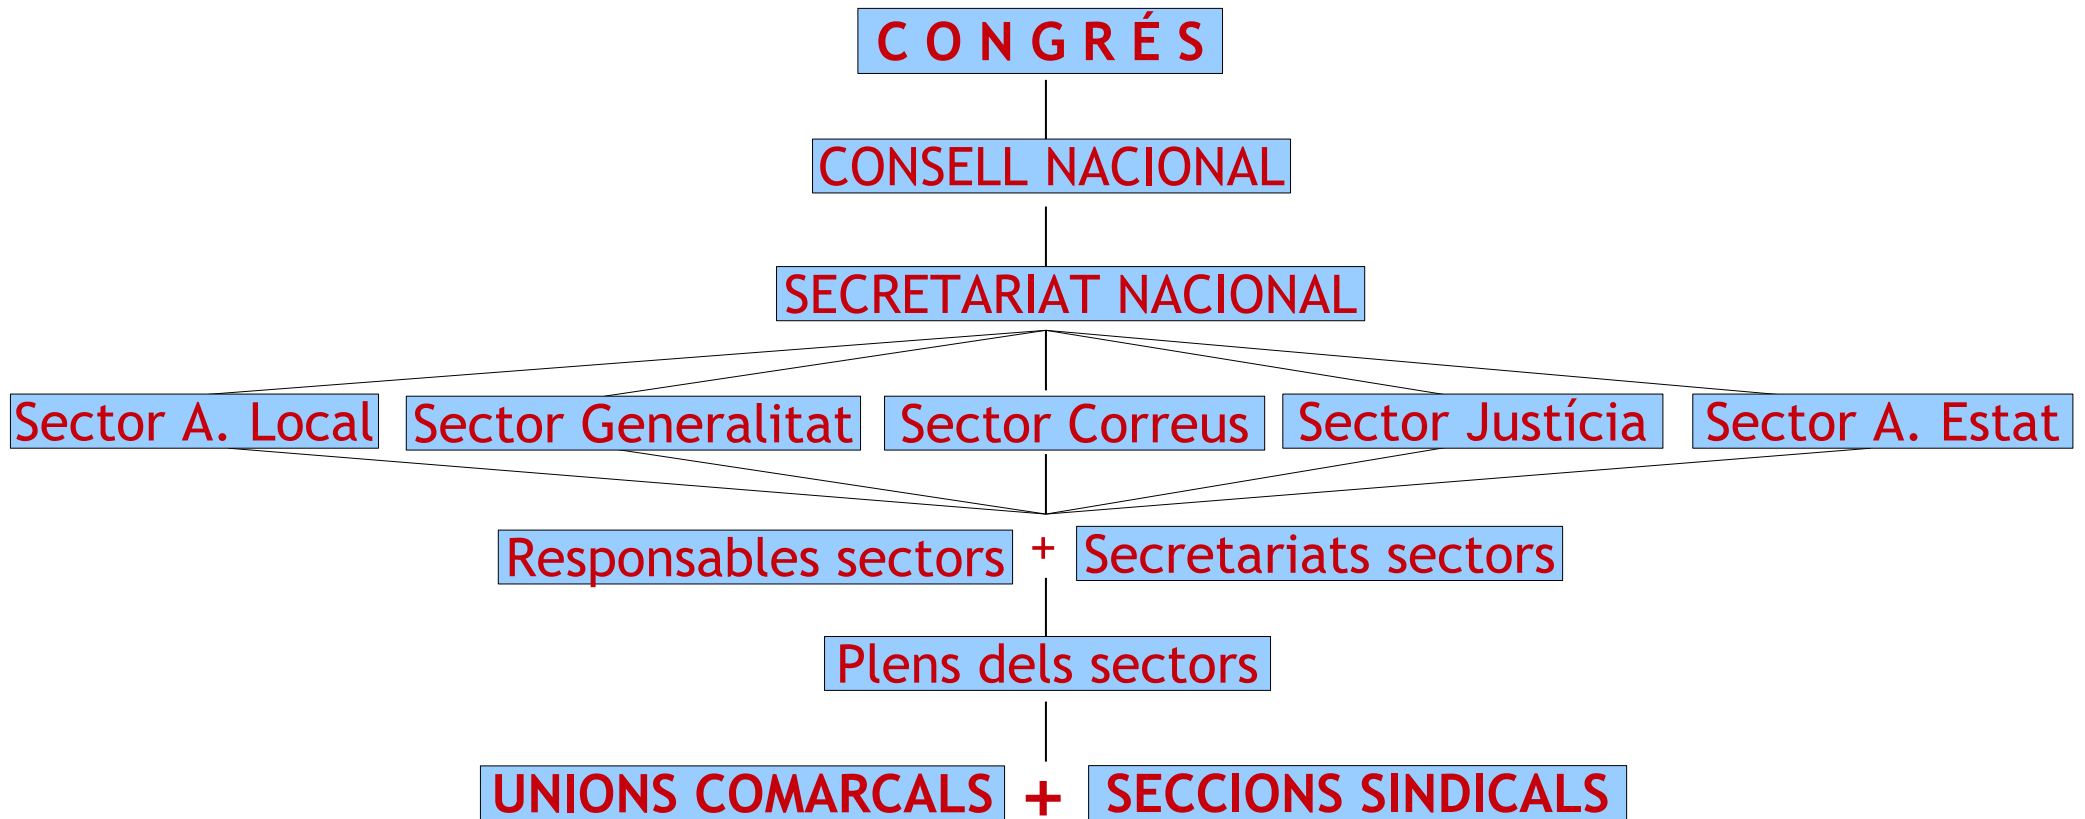 C O N G R É S
CONSELL NACIONAL
SECRETARIAT NACIONAL
Sector A. Local Sector Generalitat Sector Correus Sector Justícia Sector A. Estat
Responsables sectors + Secretariats sectors
Plens dels sectors
UNIONS COMARCALS + SECCIONS SINDICALS